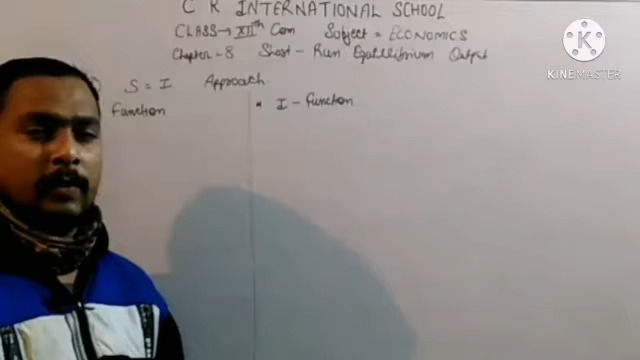 C R INTERNATIONAL SCHOOL
CLASS → XIIth Com Subject = ECONOMICS
Chapter - 8 Short - Run Equilibrium Output
S = I Approach
Function
I - Function
KINEMASTER